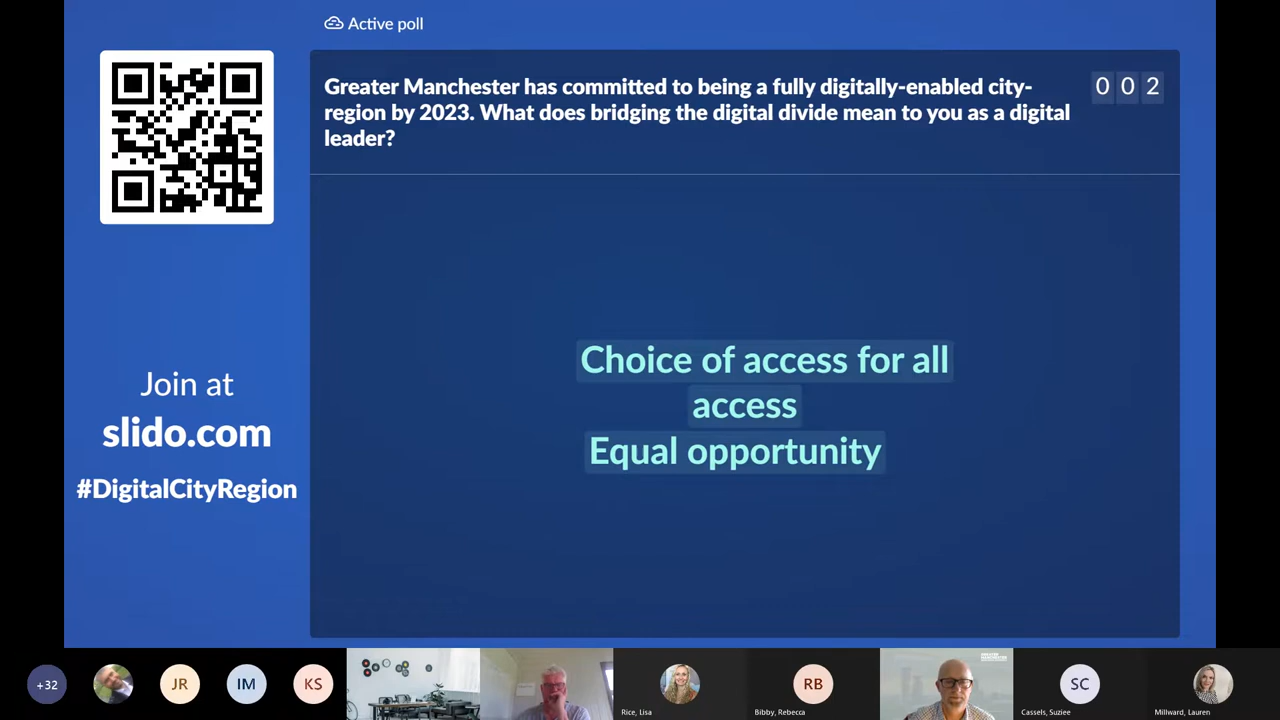 Active poll
Greater Manchester has committed to being a fully digitally-enabled city-
region by 2023. What does bridging the digital divide mean to you as a digital
leader?
0 0 2
Choice of access for all
access
Equal opportunity
Join at
slido.com
#DigitalCityRegion
+32
JR
IM
KS
Rice, Lisa
RB
Bibby, Rebecca
GREATER
MANCHESTER
SC
Cassels, Suziee
Millward, Lauren